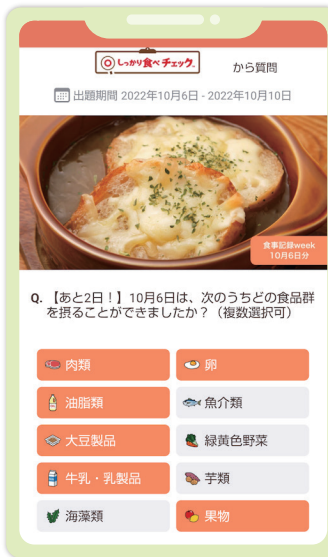 しっかり食べチェック
から質問
出題期間 2022年10月6日 - 2022年10月10日
食事記録week
10月6日分
Q. 【あと2日！】10月6日は、次のうちどの食品群
を摂ることができましたか？（複数選択可）
肉類
卵
油脂類
魚介類
大豆製品
緑黄色野菜
牛乳・乳製品
芋類
海藻類
果物